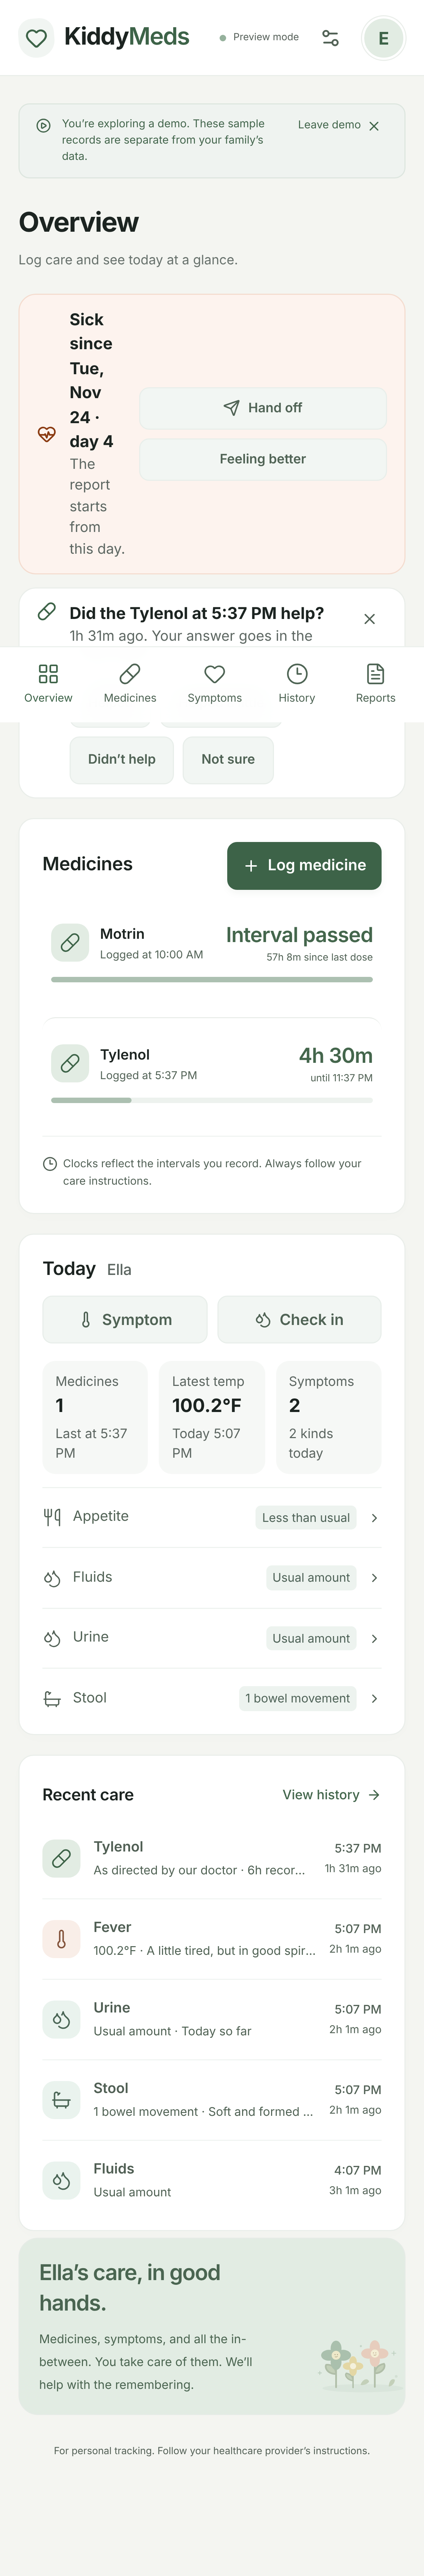 KiddyMeds
Preview mode
E
You're exploring a demo. These sample
records are separate from your family's
data.
Leave demo
Overview
Log care and see today at a glance.
Sick
since
Tue,
Nov
24 ·
day 4
The
report
starts
from
this day.
Hand off
Feeling better
Did the Tylenol at 5:37 PM help?
1h 31m ago. Your answer goes in the
Overview
Medicines
Symptoms
History
Reports
Didn't help
Not sure
Medicines
Log medicine
Motrin
Logged at 10:00 AM
Interval passed
57h 8m since last dose
Tylenol
Logged at 5:37 PM
4h 30m
until 11:37 PM
Clocks reflect the intervals you record. Always follow your
care instructions.
Today Ella
Symptom
Check in
Medicines
1
Last at 5:37
PM
Latest temp
100.2°F
Today 5:07
PM
Symptoms
2
2 kinds
today
Appetite
Less than usual
Fluids
Usual amount
Urine
Usual amount
Stool
1 bowel movement
Recent care
View history
Tylenol
As directed by our doctor · 6h recor...
5:37 PM
1h 31m ago
Fever
100.2°F · A little tired, but in good spir...
5:07 PM
2h 1m ago
Urine
Usual amount · Today so far
5:07 PM
2h 1m ago
Stool
1 bowel movement · Soft and formed ...
5:07 PM
2h 1m ago
Fluids
Usual amount
4:07 PM
3h 1m ago
Ella's care, in good
hands.
Medicines, symptoms, and all the in-
between. You take care of them. We'll
help with the remembering.
For personal tracking. Follow your healthcare provider's instructions.